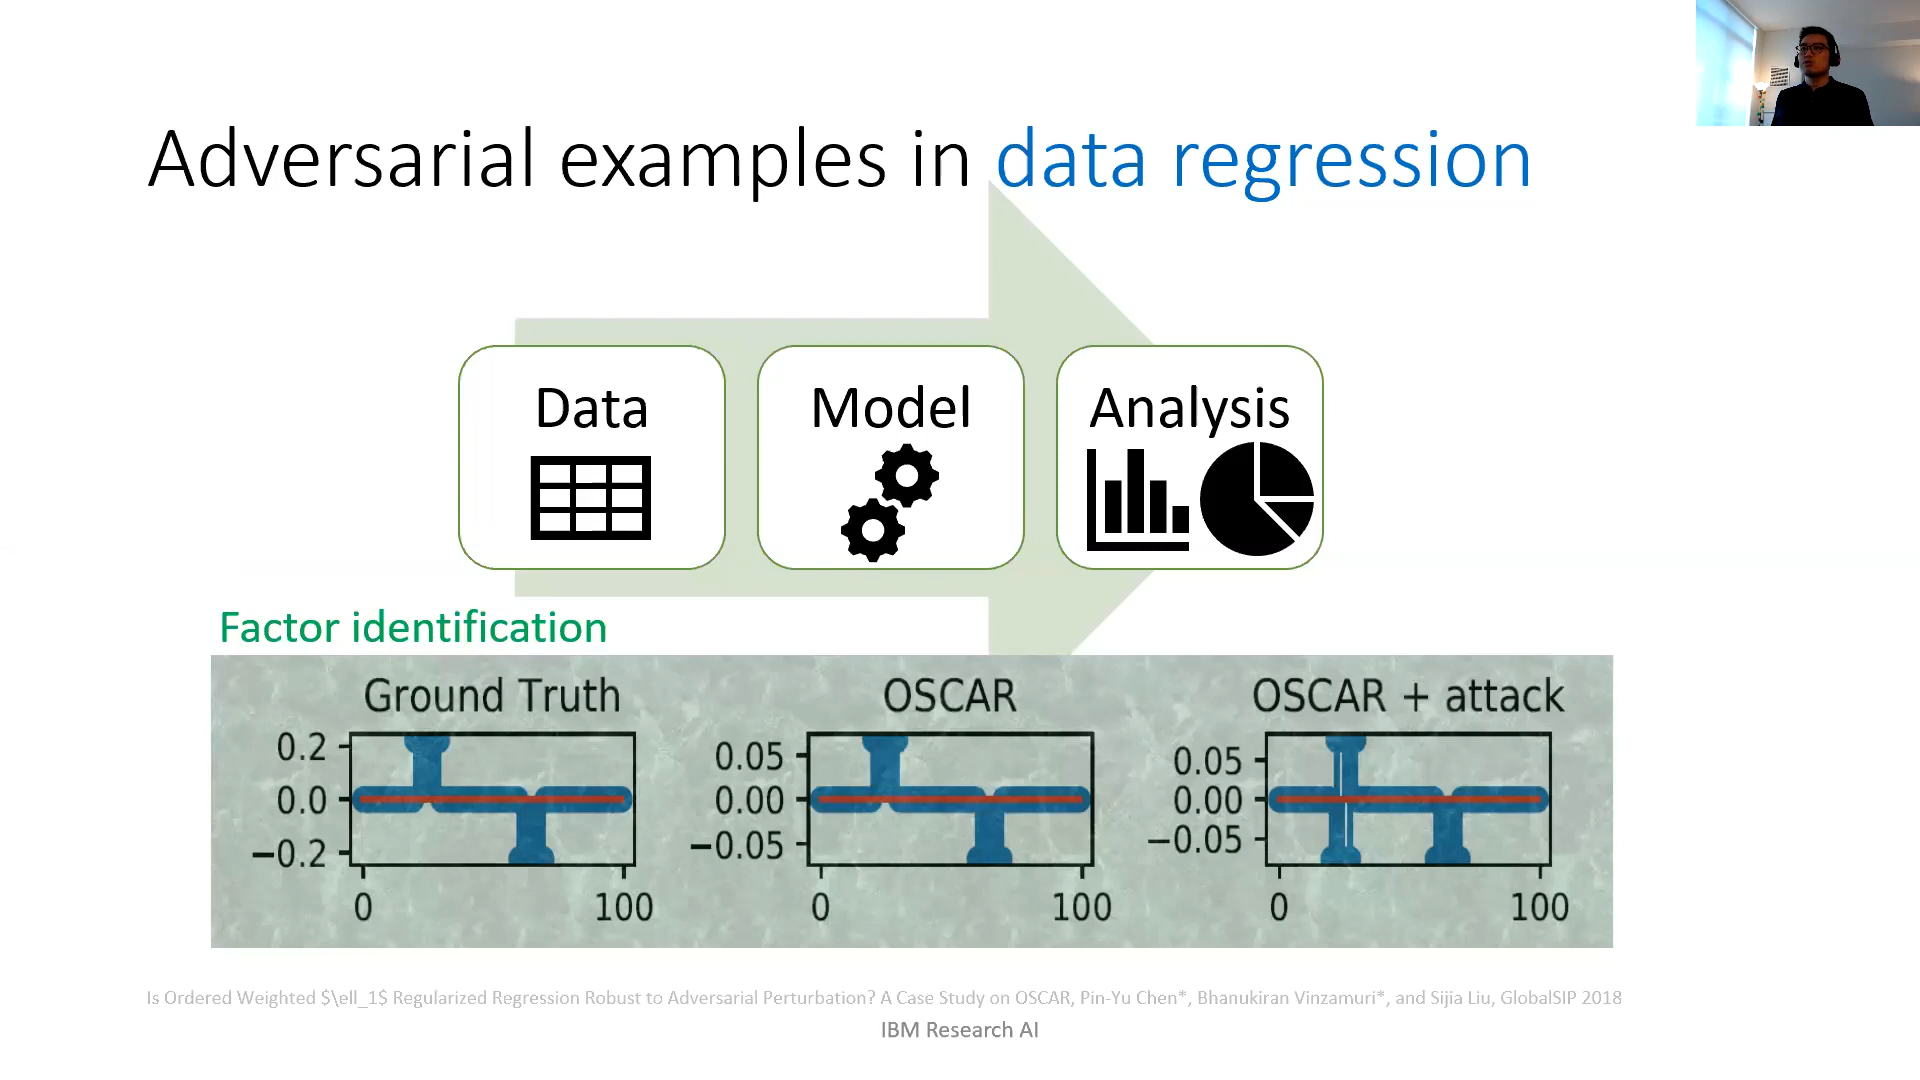 Adversarial examples in data regression
Data
Model
Analysis
Factor identification
Ground Truth
OSCAR
OSCAR + attack
0.2
0.0
−0.2
0
100
0.05
0.00
−0.05
0
100
0.05
0.00
−0.05
0
100
Is Ordered Weighted $\ell_1$ Regularized Regression Robust to Adversarial Perturbation? A Case Study on OSCAR, Pin-Yu Chen*, Bhanukiran Vinzamuri*, and Sijia Liu, GlobalSIP 2018
IBM Research AI